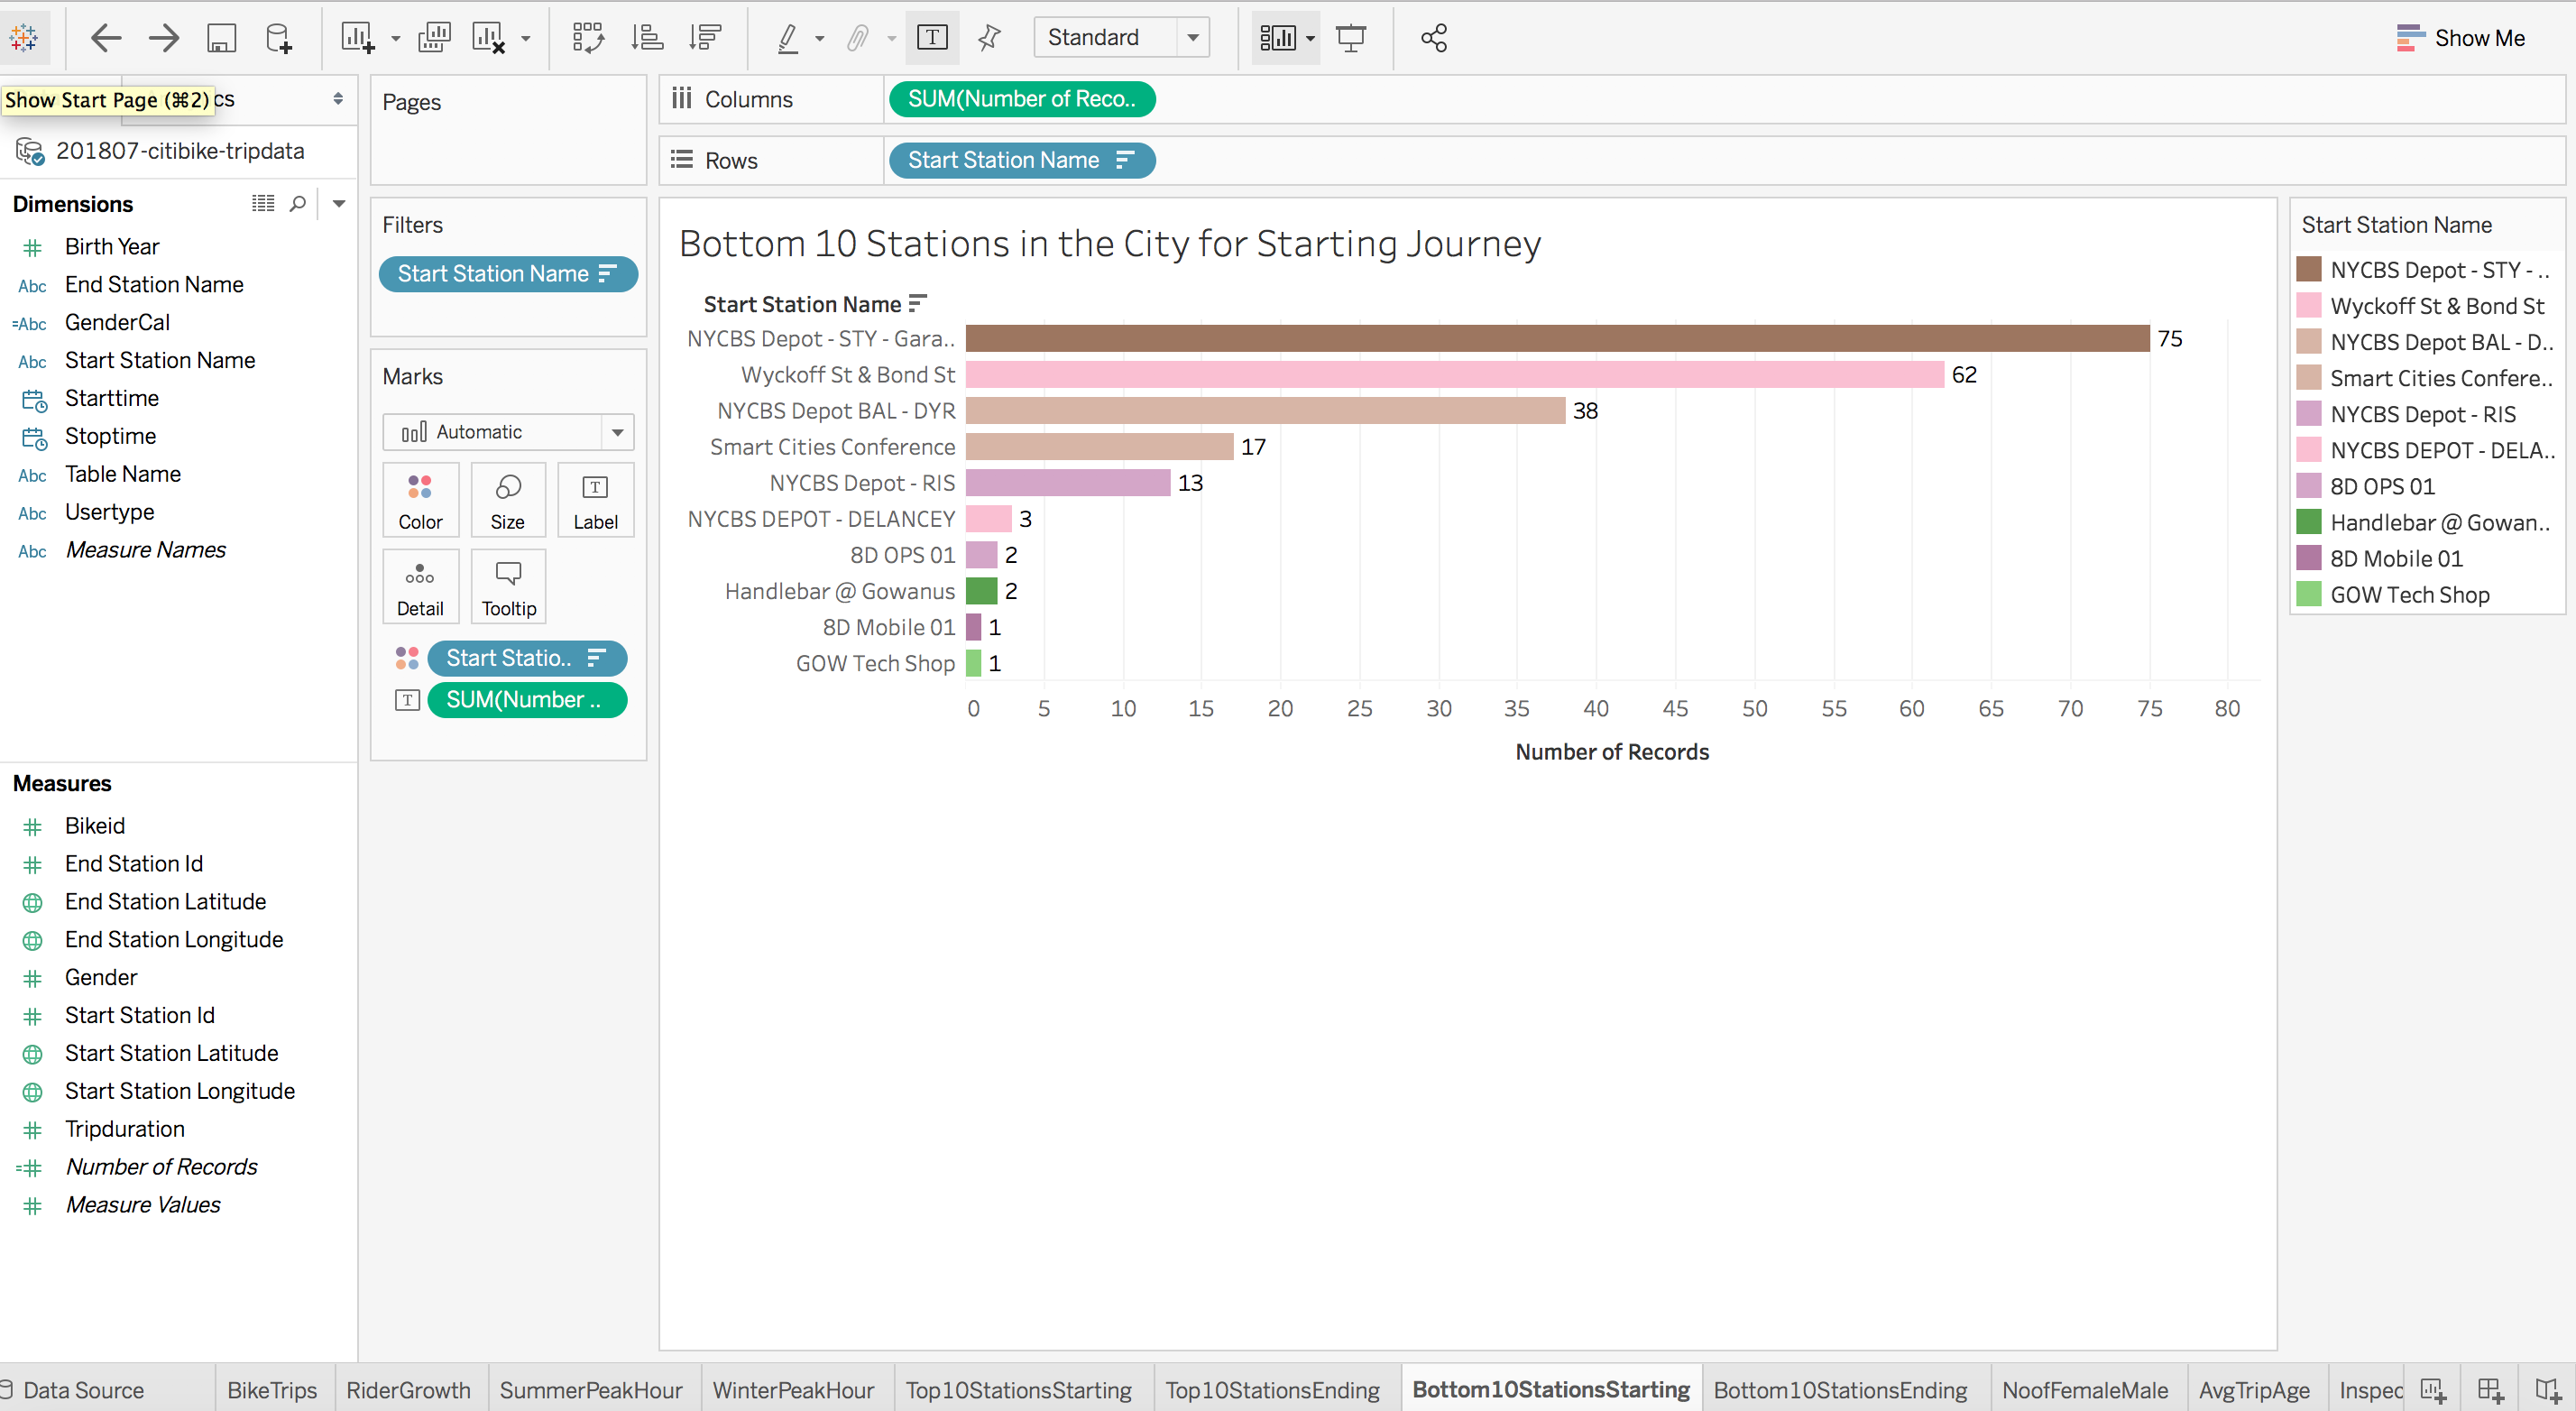 Standard
Show Me
Show Start Page (⌘2)
cs
201807-citibike-tripdata
Dimensions
Birth Year
Abc End Station Name
=Abc GenderCal
Abc Start Station Name
Starttime
Stoptime
Abc Table Name
Abc Usertype
Abc Measure Names
Measures
Bikeid
End Station Id
End Station Latitude
End Station Longitude
Gender
Start Station Id
Start Station Latitude
Start Station Longitude
Tripduration
Number of Records
Measure Values
Pages
Filters
Start Station Name
Marks
Automatic
Color
Size
Label
Detail
Tooltip
Start Statio..
SUM(Number ..
Columns
SUM(Number of Reco..
Rows
Start Station Name
Bottom 10 Stations in the City for Starting Journey
Start Station Name
NYCBS Depot - STY - Gara.. 75
Wyckoff St & Bond St 62
NYCBS Depot BAL - DYR 38
Smart Cities Conference 17
NYCBS Depot - RIS 13
NYCBS DEPOT - DELANCEY 3
8D OPS 01 2
Handlebar @ Gowanus 2
8D Mobile 01 1
GOW Tech Shop 1
0 5 10 15 20 25 30 35 40 45 50 55 60 65 70 75 80
Number of Records
Start Station Name
NYCBS Depot - STY - ..
Wyckoff St & Bond St
NYCBS Depot BAL - D..
Smart Cities Confere..
NYCBS Depot - RIS
NYCBS DEPOT - DELA..
8D OPS 01
Handlebar @ Gowan..
8D Mobile 01
GOW Tech Shop
Data Source
BikeTrips
RiderGrowth
SummerPeakHour
WinterPeakHour
Top10StationsStarting
Top10StationsEnding
Bottom10StationsStarting
Bottom10StationsEnding
NoofFemaleMale
AvgTripAge
Inspec